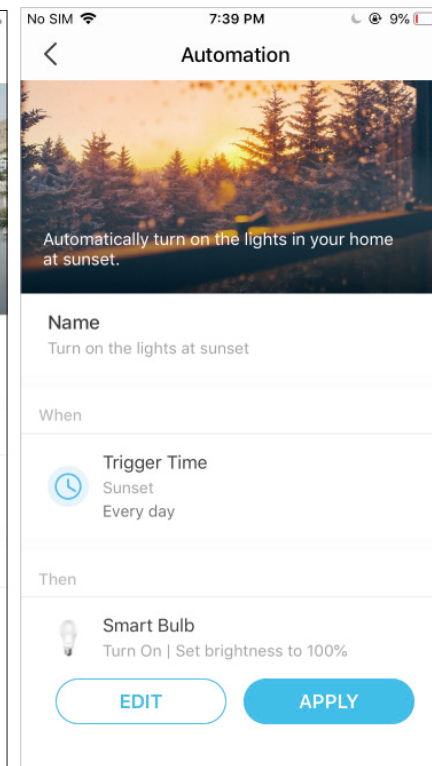 No SIM 7:39 PM 9%
Automation
Automatically turn on the lights in your home
at sunset.
Name
Turn on the lights at sunset
When
Trigger Time
Sunset
Every day
Then
Smart Bulb
Turn On | Set brightness to 100%
EDIT APPLY